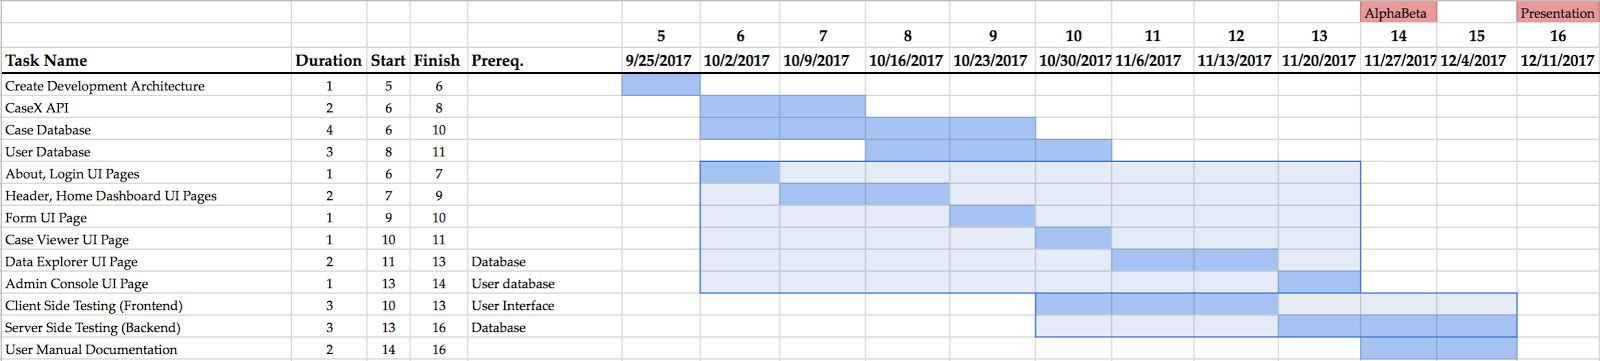 AlphaBeta Presentation
5 6 7 8 9 10 11 12 13 14 15 16
Task Name Duration Start Finish Prereq. 9/25/2017 10/2/2017 10/9/2017 10/16/2017 10/23/2017 10/30/2017 11/6/2017 11/13/2017 11/20/2017 11/27/2017 12/4/2017 12/11/2017
Create Development Architecture 1 5 6
CaseX API 2 6 8
Case Database 4 6 10
User Database 3 8 11
About, Login UI Pages 1 6 7
Header, Home Dashboard UI Pages 2 7 9
Form UI Page 1 9 10
Case Viewer UI Page 1 10 11
Data Explorer UI Page 2 11 13 Database
Admin Console UI Page 1 13 14 User database
Client Side Testing (Frontend) 3 10 13 User Interface
Server Side Testing (Backend) 3 13 16 Database
User Manual Documentation 2 14 16